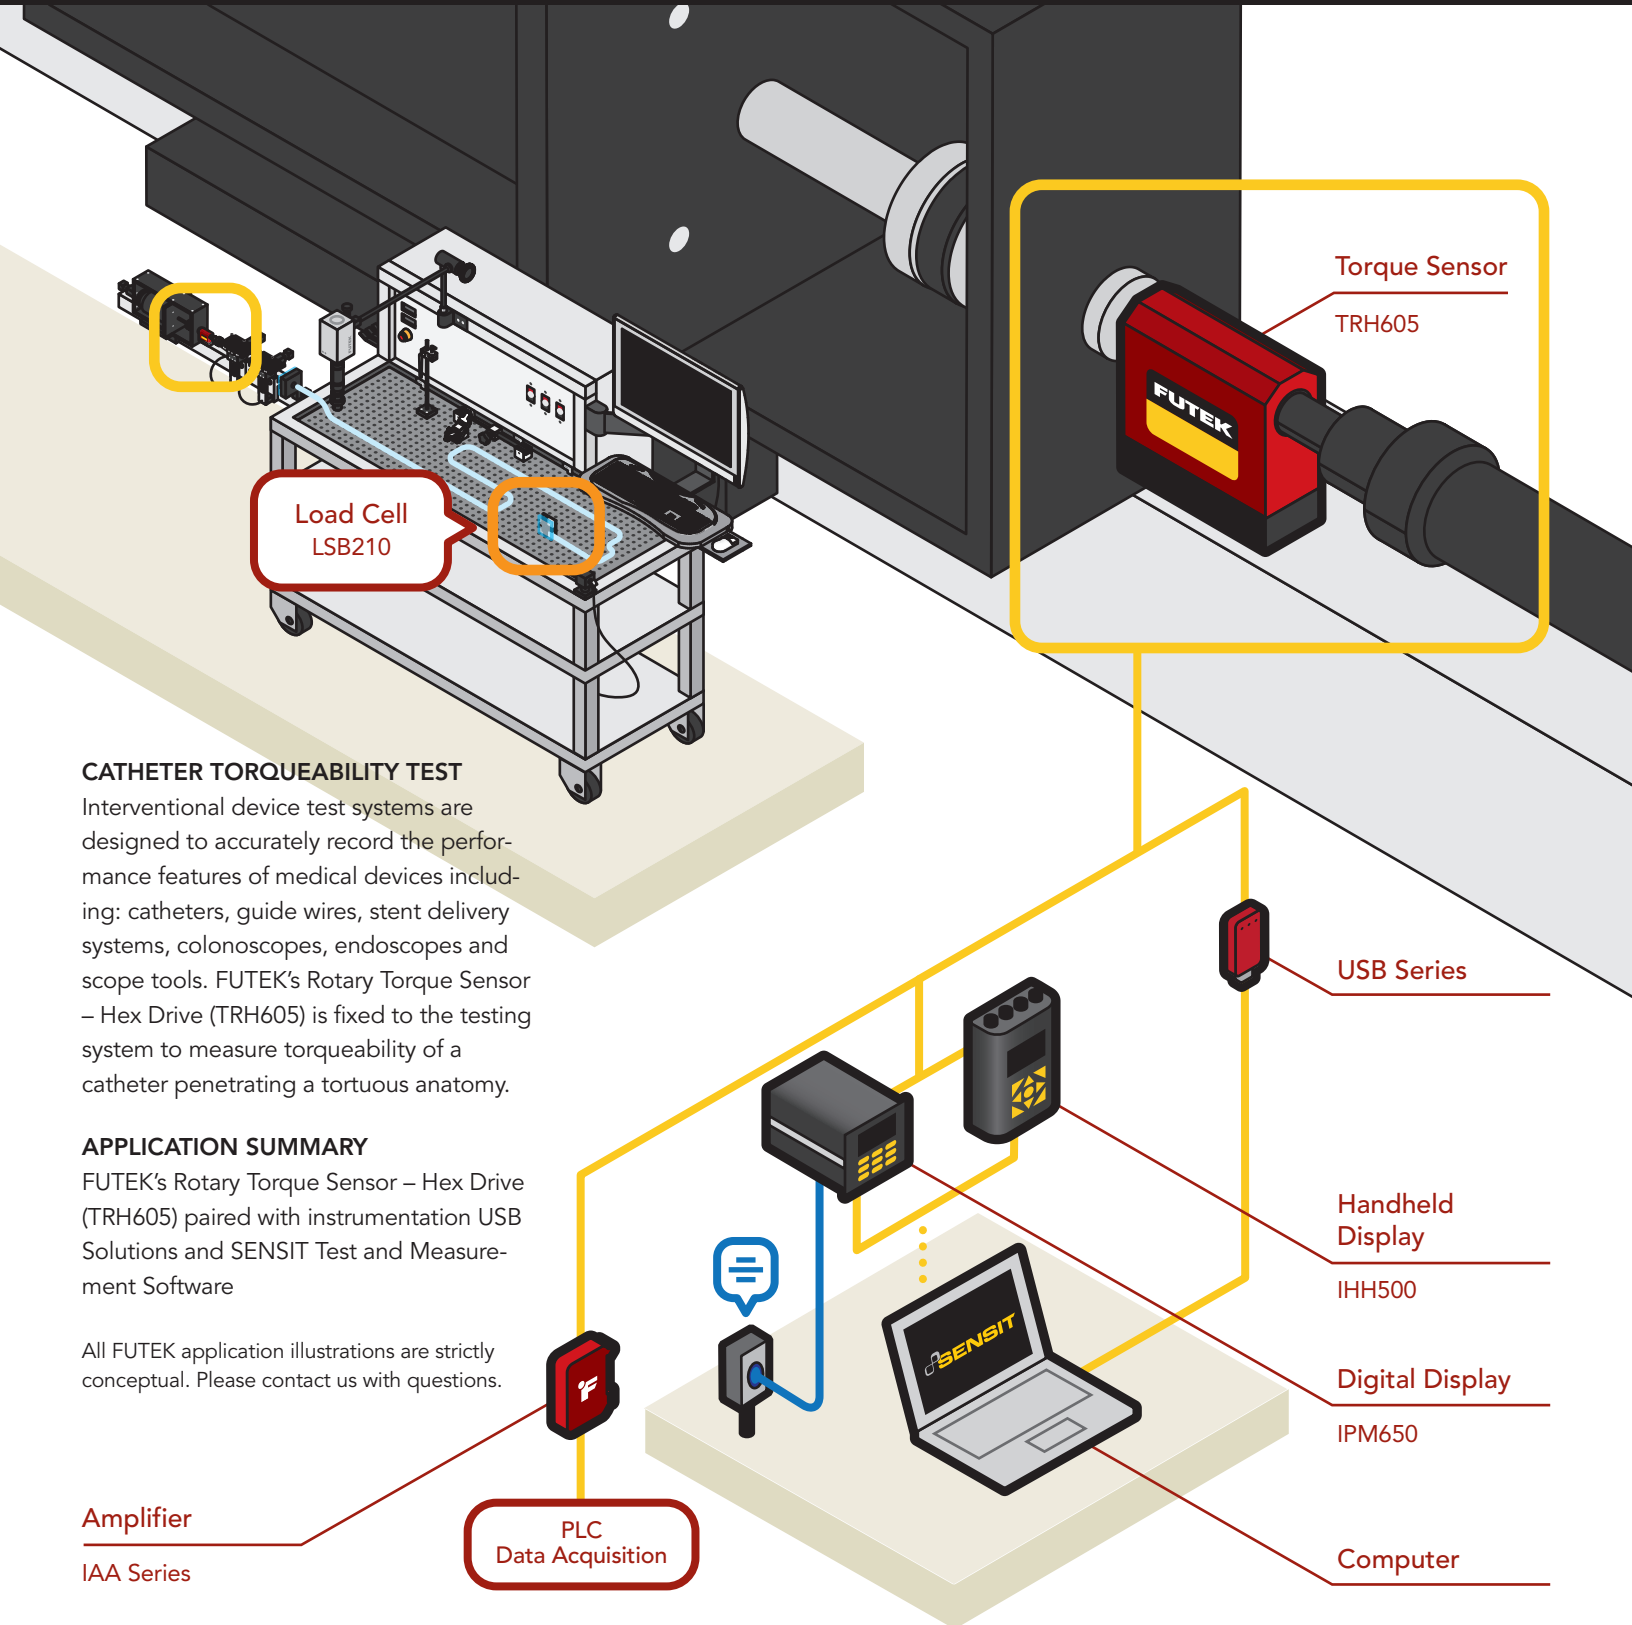 Torque Sensor
TRH605
FUTEK
Load Cell
LSB210
CATHETER TORQUEABILITY TEST
Interventional device test systems are
designed to accurately record the perfor-
mance features of medical devices includ-
ing: catheters, guide wires, stent delivery
systems, colonoscopes, endoscopes and
scope tools. FUTEK’s Rotary Torque Sensor
– Hex Drive (TRH605) is fixed to the testing
system to measure torqueability of a
catheter penetrating a tortuous anatomy.
APPLICATION SUMMARY
FUTEK’s Rotary Torque Sensor – Hex Drive
(TRH605) paired with instrumentation USB
Solutions and SENSIT Test and Measure-
ment Software
All FUTEK application illustrations are strictly
conceptual. Please contact us with questions.
USB Series
Handheld
Display
IHH500
SENSIT
Digital Display
IPM650
Amplifier
IAA Series
PLC
Data Acquisition
Computer